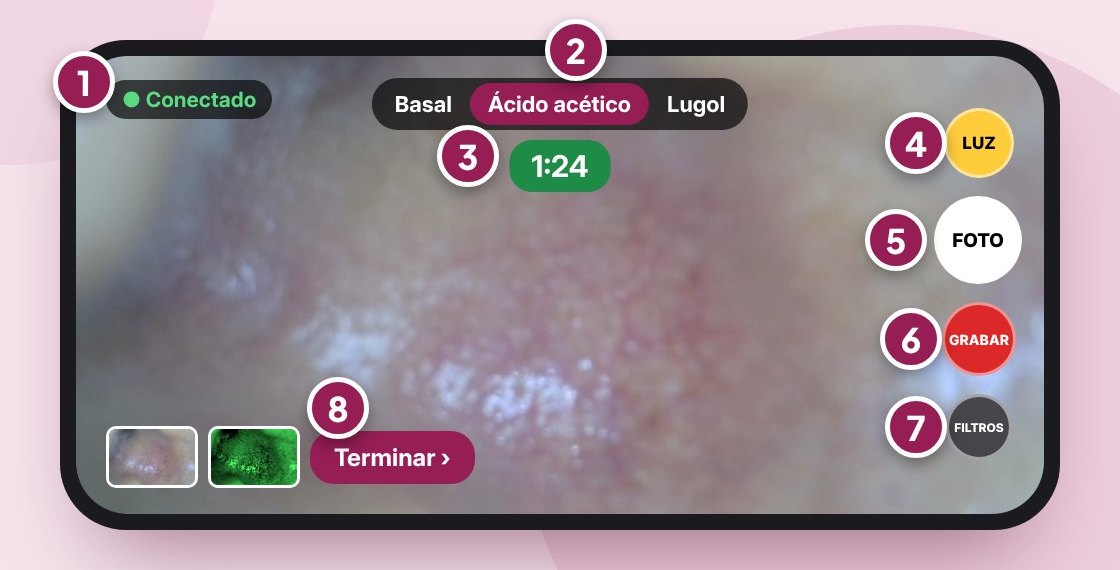 1
Conectado
2
Basal
Ácido acético
Lugol
3
1:24
4
LUZ
5
FOTO
6
GRABAR
7
FILTROS
8
Terminar ›